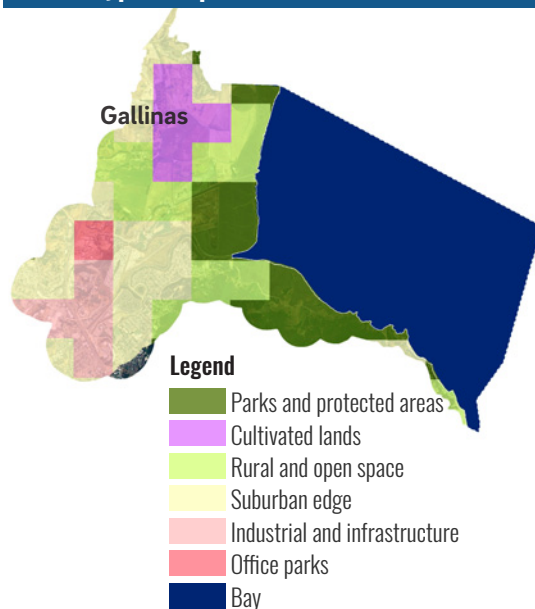 Gallinas
Legend
Parks and protected areas
Cultivated lands
Rural and open space
Suburban edge
Industrial and infrastructure
Office parks
Bay